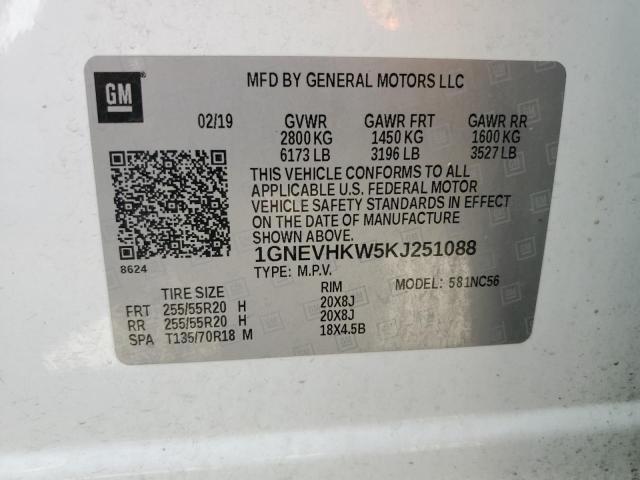 GM
MFD BY GENERAL MOTORS LLC
02/19 GVWR GAWR FRT GAWR RR
2800 KG 1450 KG 1600 KG
6173 LB 3196 LB 3527 LB
THIS VEHICLE CONFORMS TO ALL
APPLICABLE U.S. FEDERAL MOTOR
VEHICLE SAFETY STANDARDS IN EFFECT
ON THE DATE OF MANUFACTURE
SHOWN ABOVE.
1GNEVHKW5KJ251088
8624
TYPE: M.P.V. MODEL: 581NC56
TIRE SIZE RIM
FRT 255/55R20 H 20X8J
RR 255/55R20 H 20X8J
SPA T135/70R18 M 18X4.5B